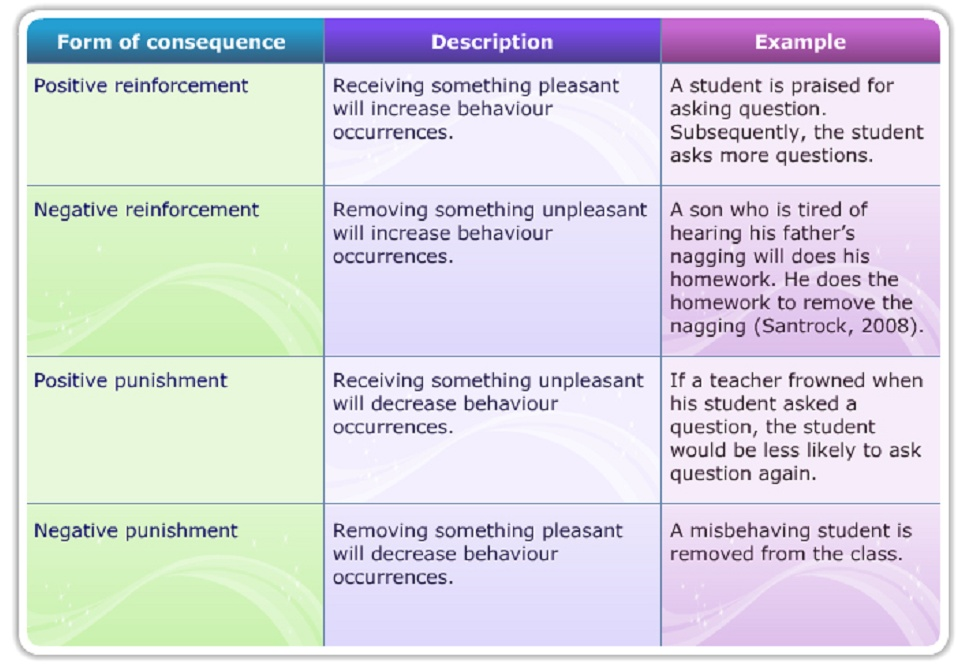 Form of consequence
Description
Example
Positive reinforcement
Receiving something pleasant
will increase behaviour
occurrences.
A student is praised for
asking question.
Subsequently, the student
asks more questions.
Negative reinforcement
Removing something unpleasant
will increase behaviour
occurrences.
A son who is tired of
hearing his father's
nagging will does his
homework. He does the
homework to remove the
nagging (Santrock, 2008).
Positive punishment
Receiving something unpleasant
will decrease behaviour
occurrences.
If a teacher frowned when
his student asked a
question, the student
would be less likely to ask
question again.
Negative punishment
Removing something pleasant
will decrease behaviour
occurrences.
A misbehaving student is
removed from the class.